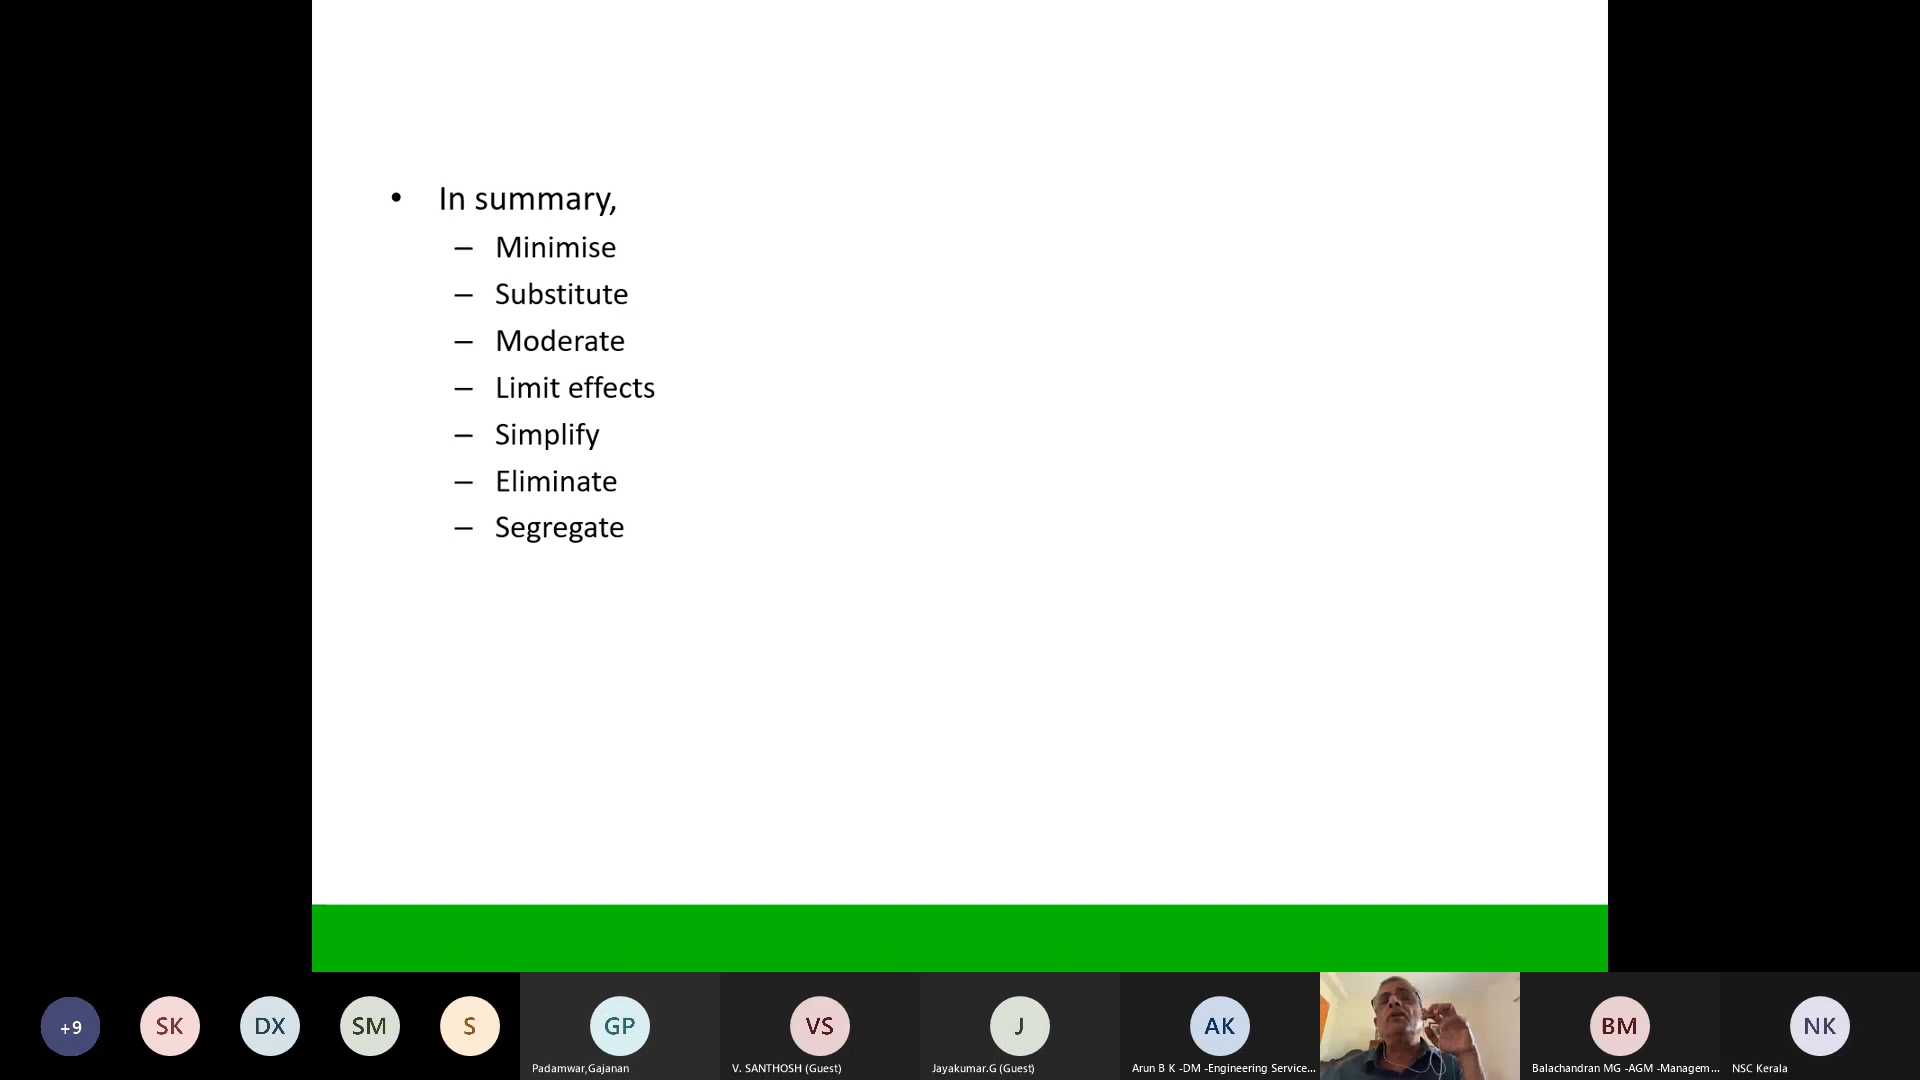 • In summary,
– Minimise
– Substitute
– Moderate
– Limit effects
– Simplify
– Eliminate
– Segregate
+9
SK
DX
SM
S
GP
VS
J
AK
BM
NK
Padamwar,Gajanan
V. SANTHOSH (Guest)
Jayakumar.G (Guest)
Arun B K -DM -Engineering Service...
Balachandran MG -AGM -Managem...
NSC Kerala